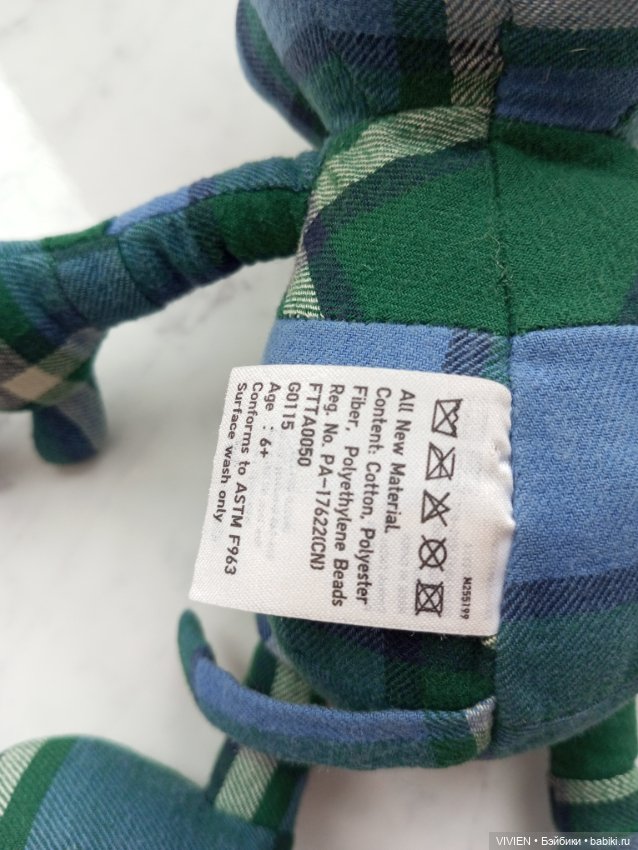 N255199
All New Material.
Content: Cotton, Polyester
Fiber, Polyethylene Beads
Reg. No. PA-17622(CN)
FTTA0050
G0115
Age : 6+
Conforms to ASTM F963
Surface wash only
VIVIEN • Бэйбики • babiki.ru